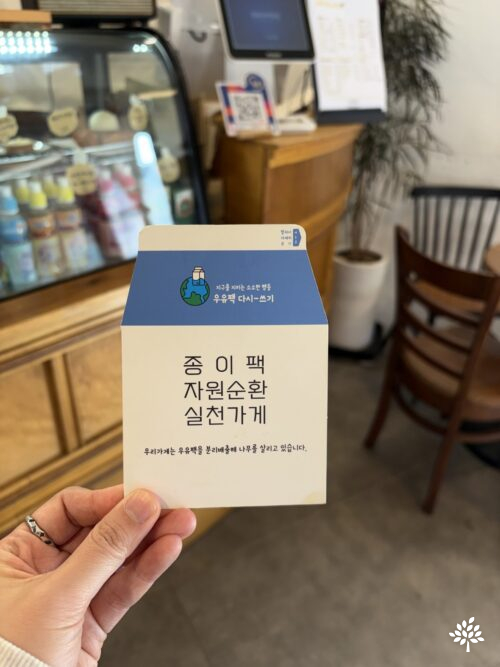 지구를 지키는 소소한 행동
우유팩 다시-쓰기
종이팩
자원순환
실천가게
우리가게는 우유팩을 분리배출해 나무를 살리고 있습니다.